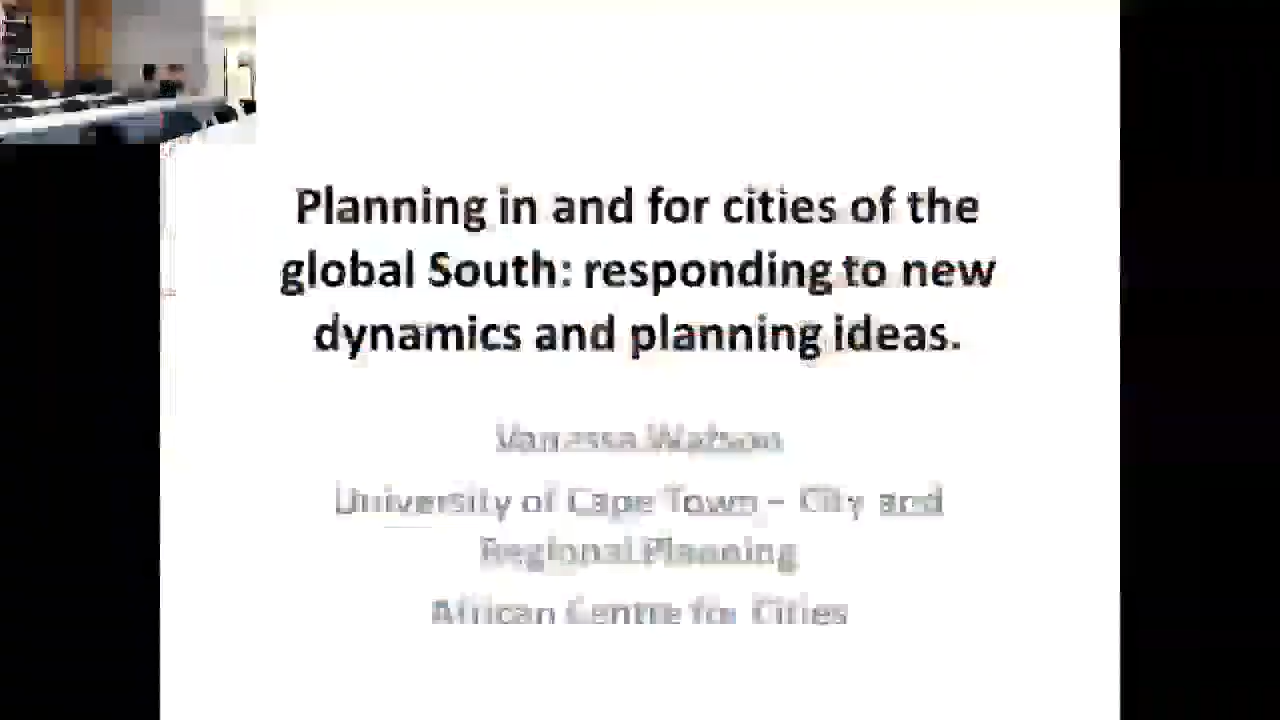 Planning in and for cities of the
global South: responding to new
dynamics and planning ideas.
Vanessa Watson
University of Cape Town – City and
Regional Planning
African Centre for Cities